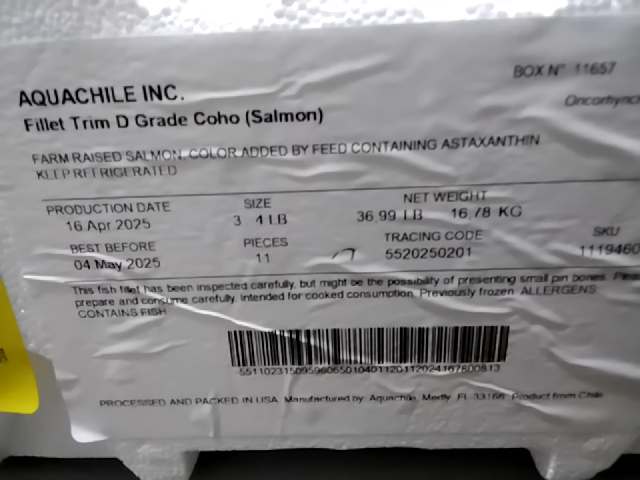 BOX N° 11657
AQUACHILE INC.
Fillet Trim D Grade Coho (Salmon)
FARM RAISED SALMON, COLOR ADDED BY FEED CONTAINING ASTAXANTHIN
KEEP REFRIGERATED
PRODUCTION DATE SIZE NET WEIGHT
16 Apr 2025 3 4 LB 36.99 LB 16.78 KG
BEST BEFORE PIECES TRACING CODE SKU
04 May 2025 11 5520250201 1119460
This fish fillet has been inspected carefully, but might be the possibility of presenting small pin bones. Please
prepare and consume carefully. Intended for cooked consumption. Previously frozen. ALLERGENS:
CONTAINS FISH
PROCESSED AND PACKED IN USA. Manufactured by: Aquachile, Medly, FL 33166. Product from Chile